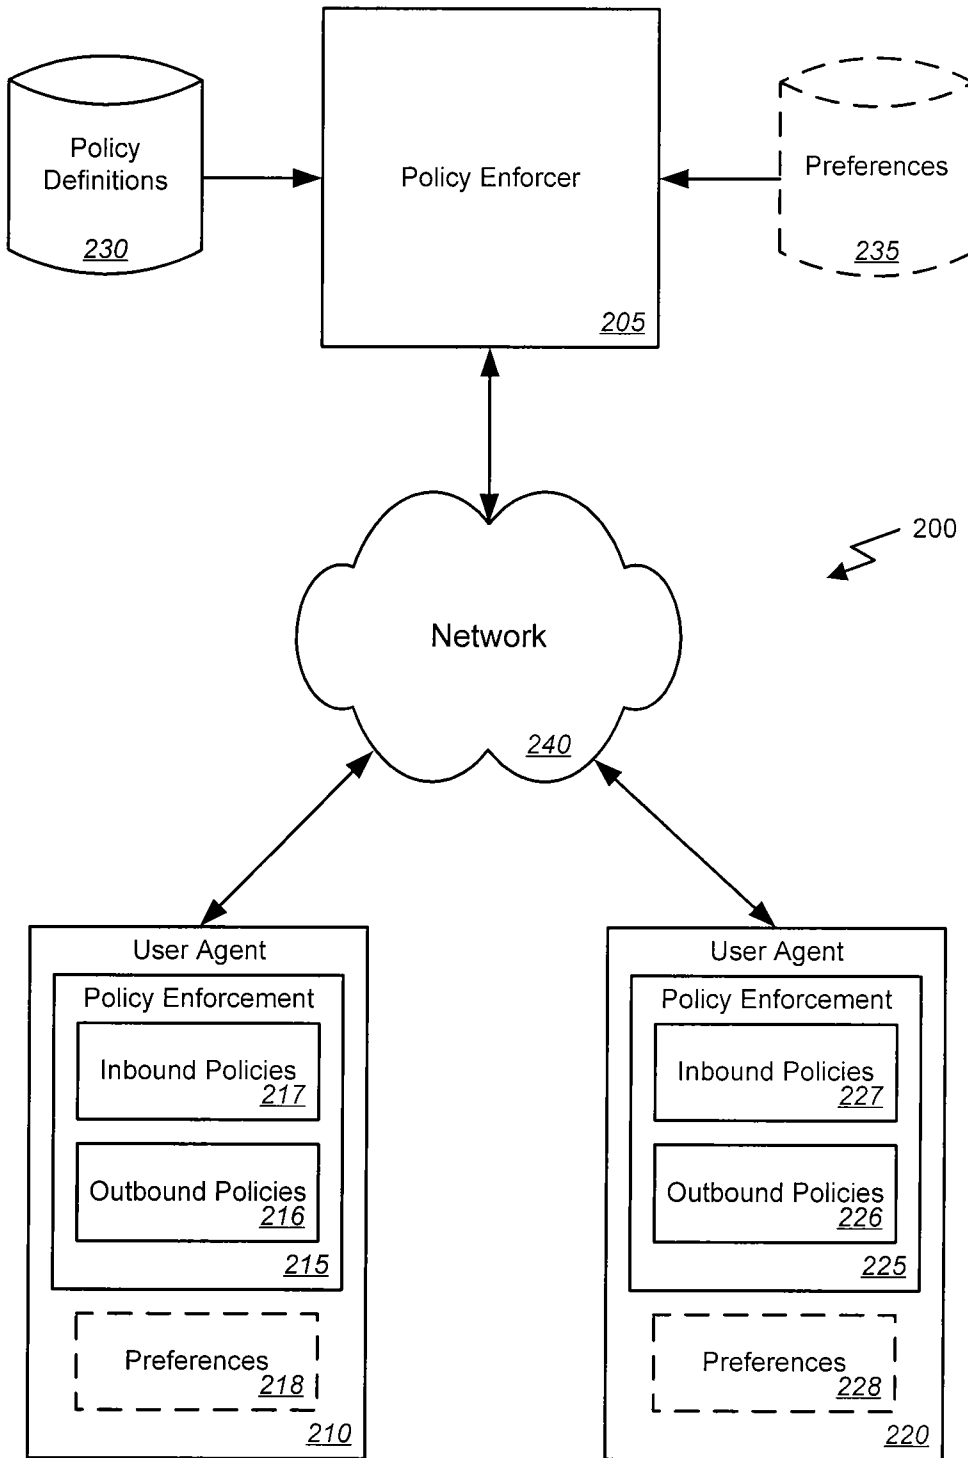 Policy
Definitions
230
Policy Enforcer
205
Preferences
235
200
Network
240
User Agent
Policy Enforcement
Inbound Policies
217
Outbound Policies
216
215
Preferences
218
210
User Agent
Policy Enforcement
Inbound Policies
227
Outbound Policies
226
225
Preferences
228
220